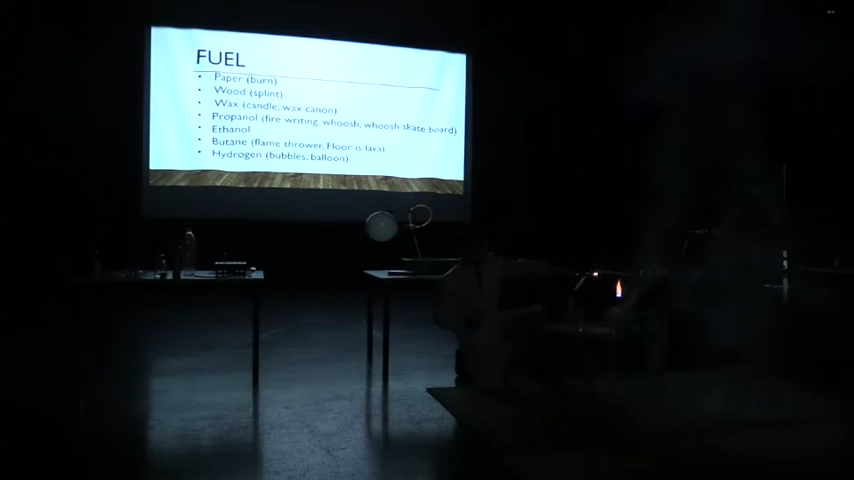 FUEL
• Paper (burn)
• Wood (splint)
• Wax (candle, wax canon)
• Propanol (fire writing, whoosh, whoosh skate board)
• Ethanol
• Butane (flame thrower, Floor is lava)
• Hydrogen (bubbles, balloon)